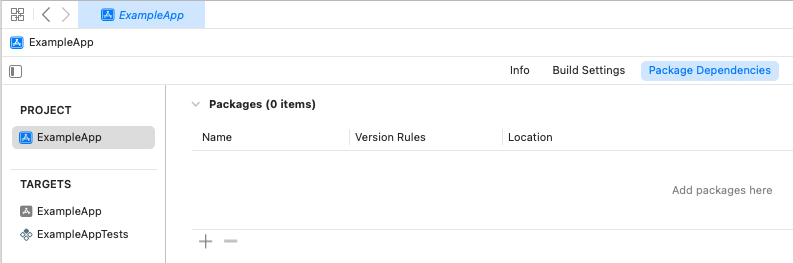 ExampleApp
ExampleApp
Info Build Settings Package Dependencies
PROJECT
ExampleApp
TARGETS
ExampleApp
ExampleAppTests
Packages (0 items)
Name Version Rules Location
Add packages here